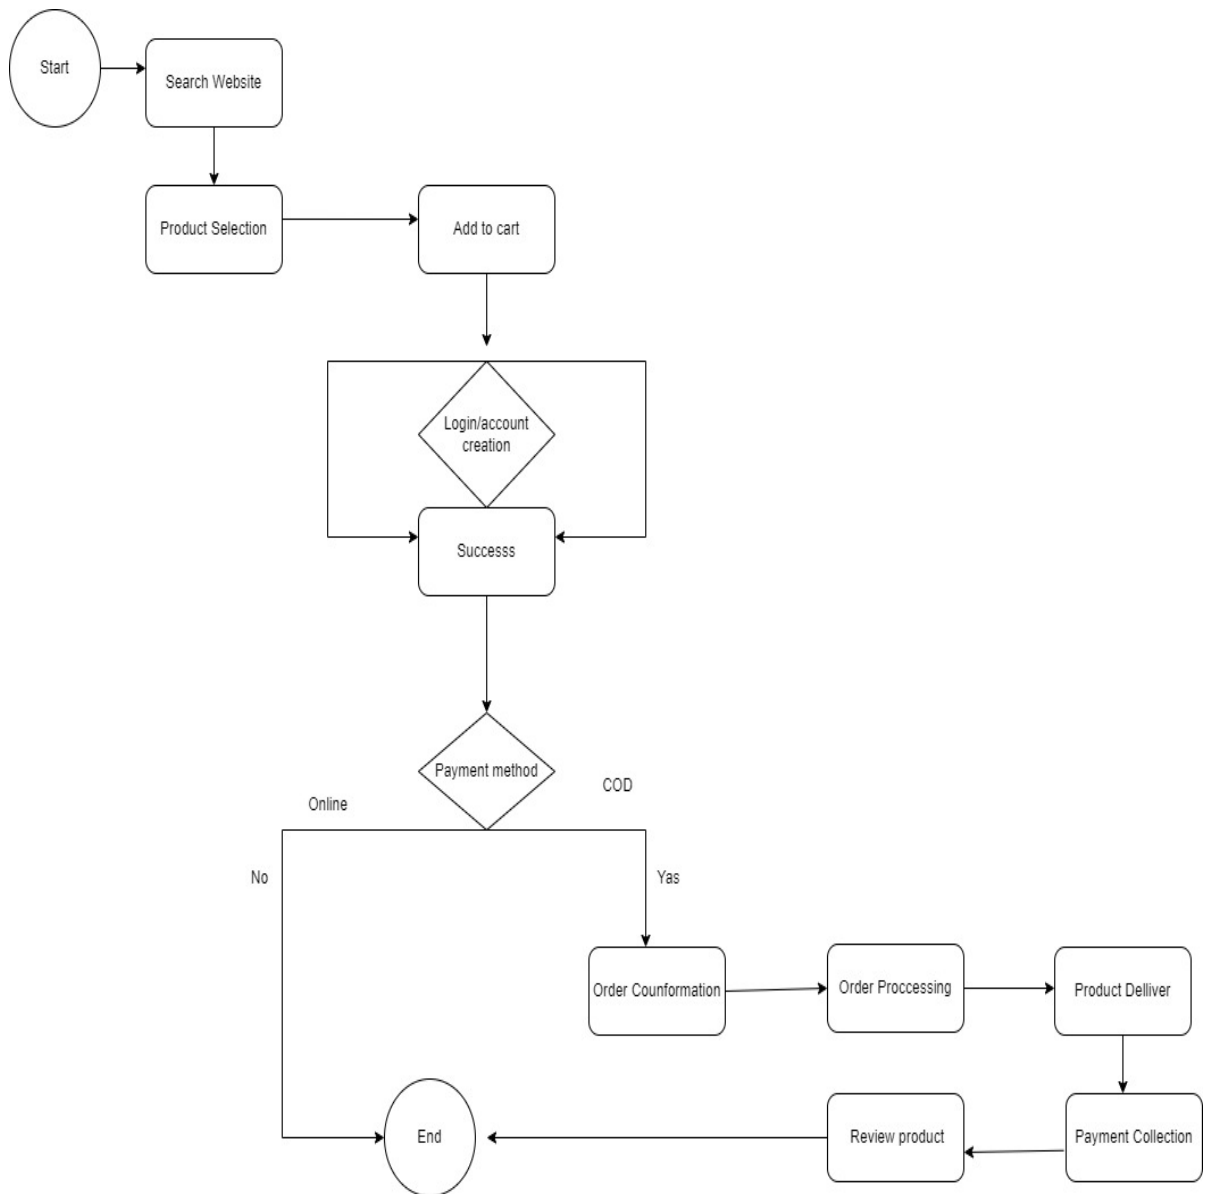 Start
Search Website
Product Selection
Add to cart
Login/account
creation
Successs
Payment method
COD
Online
No
Yas
Order Counformation
Order Proccessing
Product Delliver
End
Review product
Payment Collection